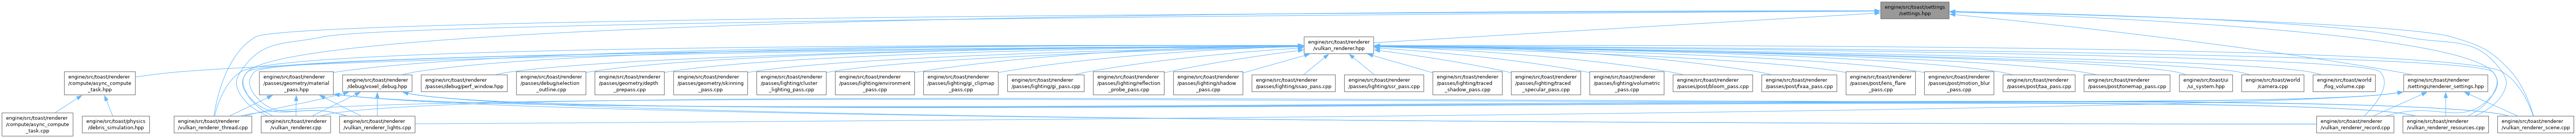 engine/src/toast/settings
/settings.hpp
engine/src/toast/renderer
/vulkan_renderer.hpp
engine/src/toast/renderer
/compute/async_compute
_task.hpp
engine/src/toast/renderer
/passes/geometry/material
_pass.hpp
engine/src/toast/renderer
/debug/voxel_debug.hpp
engine/src/toast/renderer
/passes/debug/perf_window.hpp
engine/src/toast/renderer
/passes/debug/selection
_outline.cpp
engine/src/toast/renderer
/passes/geometry/depth
_prepass.cpp
engine/src/toast/renderer
/passes/geometry/skinning
_pass.cpp
engine/src/toast/renderer
/passes/lighting/cluster
_lighting_pass.cpp
engine/src/toast/renderer
/passes/lighting/environment
_pass.cpp
engine/src/toast/renderer
/passes/lighting/gi_clipmap
_pass.cpp
engine/src/toast/renderer
/passes/lighting/gi_pass.cpp
engine/src/toast/renderer
/passes/lighting/reflection
_probe_pass.cpp
engine/src/toast/renderer
/passes/lighting/shadow
_pass.cpp
engine/src/toast/renderer
/passes/lighting/ssao_pass.cpp
engine/src/toast/renderer
/passes/lighting/ssr_pass.cpp
engine/src/toast/renderer
/passes/lighting/traced
_shadow_pass.cpp
engine/src/toast/renderer
/passes/lighting/traced
_specular_pass.cpp
engine/src/toast/renderer
/passes/lighting/volumetric
_pass.cpp
engine/src/toast/renderer
/passes/post/bloom_pass.cpp
engine/src/toast/renderer
/passes/post/fxaa_pass.cpp
engine/src/toast/renderer
/passes/post/lens_flare
_pass.cpp
engine/src/toast/renderer
/passes/post/motion_blur
_pass.cpp
engine/src/toast/renderer
/passes/post/taa_pass.cpp
engine/src/toast/renderer
/passes/post/tonemap_pass.cpp
engine/src/toast/ui
/ui_system.hpp
engine/src/toast/world
/camera.cpp
engine/src/toast/world
/fog_volume.cpp
engine/src/toast/renderer
/settings/renderer_settings.hpp
engine/src/toast/renderer
/compute/async_compute
_task.cpp
engine/src/toast/physics
/debris_simulation.hpp
engine/src/toast/renderer
/vulkan_renderer_thread.cpp
engine/src/toast/renderer
/vulkan_renderer.cpp
engine/src/toast/renderer
/vulkan_renderer_lights.cpp
engine/src/toast/renderer
/vulkan_renderer_record.cpp
engine/src/toast/renderer
/vulkan_renderer_resources.cpp
engine/src/toast/renderer
/vulkan_renderer_scene.cpp